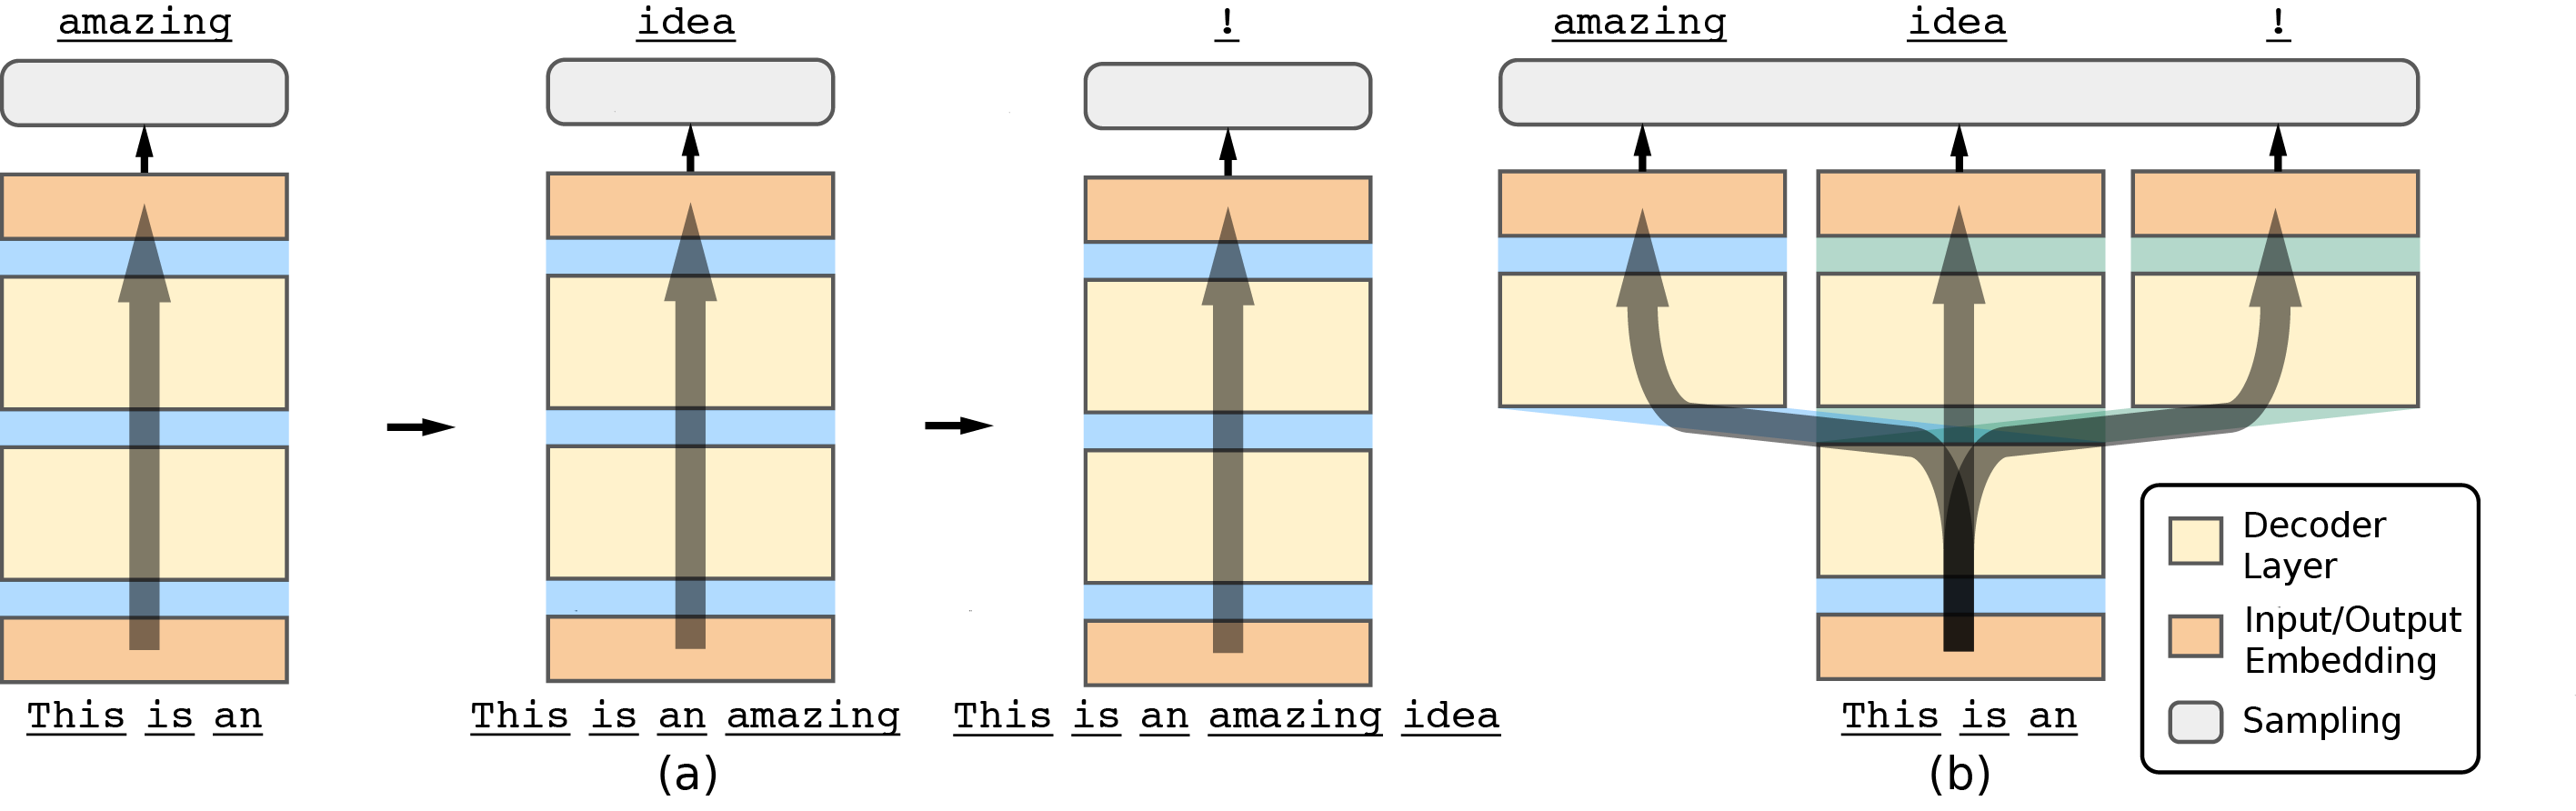 amazing
idea
!
amazing idea !
This is an
This is an amazing
This is an amazing idea
This is an
(a)
(b)
Decoder
Layer
Input/Output
Embedding
Sampling